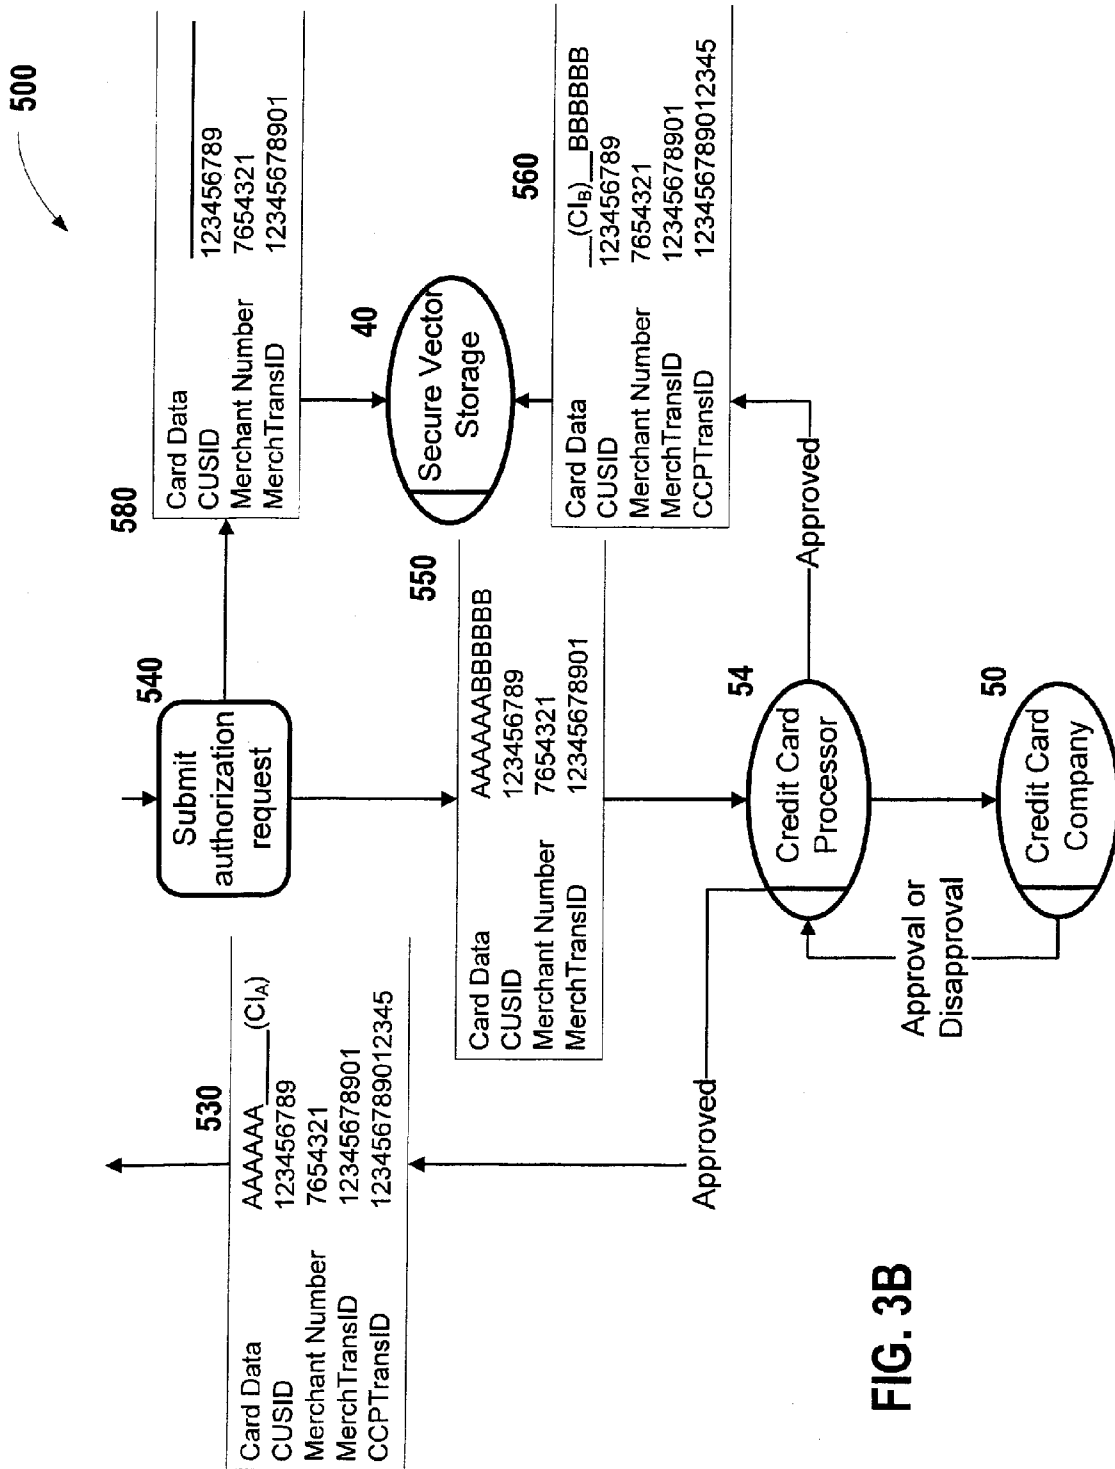 500
580
Card Data
CUSID 123456789
Merchant Number 7654321
MerchTransID 12345678901
540
Submit
authorization
request
530
Card Data AAAAAA___(CI_A)
CUSID 123456789
Merchant Number 7654321
MerchTransID 12345678901
CCPTransID 123456789012345
40
Secure Vector
Storage
550
Card Data AAAAAABBBBBB
CUSID 123456789
Merchant Number 7654321
MerchTransID 12345678901
560
Card Data __(CI_B)__BBBBBB
CUSID 123456789
Merchant Number 7654321
MerchTransID 12345678901
CCPTransID 123456789012345
Approved
Approved
54
Credit Card
Processor
Approval or
Disapproval
50
Credit Card
Company
FIG. 3B